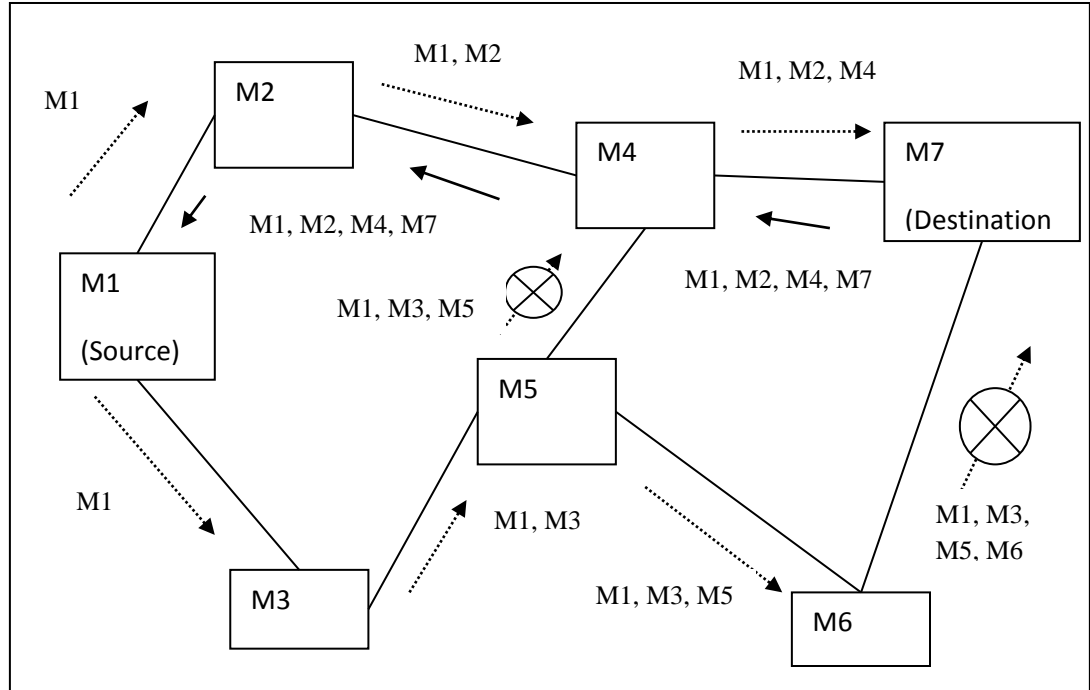 M1, M2
M1, M2, M4
M1
M2
M4
M7
(Destination
M1, M2, M4, M7
M1, M2, M4, M7
M1
(Source)
M1, M3, M5
M5
M1
M1, M3
M1, M3,
M5, M6
M3
M1, M3, M5
M6